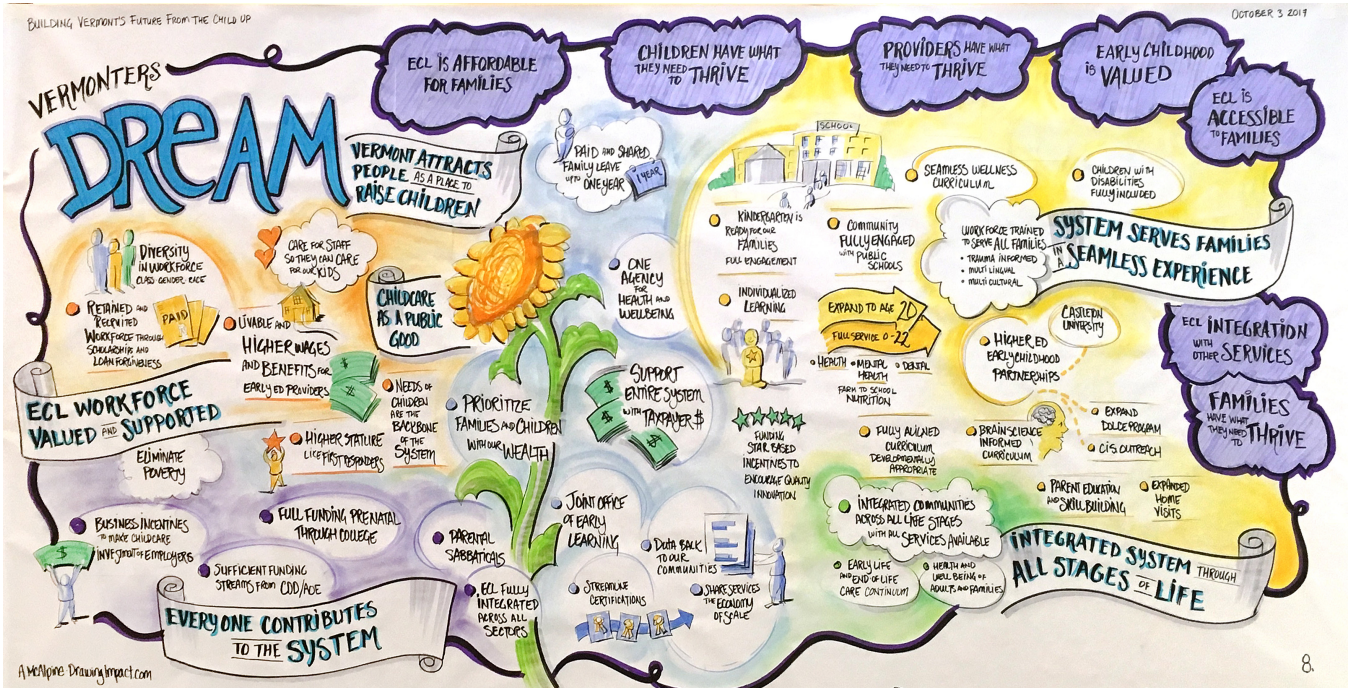 BUILDING VERMONT'S FUTURE FROM THE CHILD UP
OCTOBER 3 2017
VERMONTERS
DREAM
ECL IS AFFORDABLE
FOR FAMILIES
CHILDREN HAVE WHAT
THEY NEED TO THRIVE
PROVIDERS HAVE WHAT
THEY NEED TO THRIVE
EARLY CHILDHOOD
IS VALUED
ECL IS
ACCESSIBLE
TO FAMILIES
VERMONT ATTRACTS
PEOPLE AS A PLACE TO
RAISE CHILDREN
PAID AND SHARED
FAMILY LEAVE
UP TO ONE YEAR
1 YEAR
SCHOOL
SEAMLESS WELLNESS
CURRICULUM
CHILDREN WITH
DISABILITIES
FULLY INCLUDED
DIVERSITY
IN WORKFORCE
CLASS·GENDER·RACE
CARE FOR STAFF
SO THEY CAN CARE
FOR OUR KIDS
CHILDCARE
AS A PUBLIC
GOOD
RETAINED AND
RECRUITED
WORKFORCE THROUGH
SCHOLARSHIPS AND
LOAN FORGIVENESS
PAID
LIVABLE AND
HIGHER WAGES
AND BENEFITS FOR
EARLY ED PROVIDERS
$
$
NEEDS OF
CHILDREN
ARE THE
BACKBONE
OF THE
SYSTEM
ECL WORKFORCE
VALUED AND SUPPORTED
HIGHER STATURE
LIKE FIRST RESPONDERS
ELIMINATE
POVERTY
ONE
AGENCY
FOR
HEALTH AND
WELLBEING
PRIORITIZE
FAMILIES AND CHILDREN
WITH OUR WEALTH
SUPPORT
ENTIRE SYSTEM
WITH TAXPAYER $
$
$
$
KINDERGARTEN IS
READY FOR OUR
FAMILIES
FULL ENGAGEMENT
COMMUNITY
FULLY ENGAGED
WITH PUBLIC
SCHOOLS
INDIVIDUALIZED
LEARNING
EXPAND TO AGE 20
FULL SERVICE 0-22
• HEALTH • MENTAL HEALTH • DENTAL
FARM TO SCHOOL
NUTRITION
FUNDING
STAR BASED
INCENTIVES TO
ENCOURAGE QUALITY
INNOVATION
FULLY ALIGNED
CURRICULUM
DEVELOPMENTALLY
APPROPRIATE
WORKFORCE TRAINED
TO SERVE ALL FAMILIES
• TRAUMA INFORMED
• MULTI LINGUAL
• MULTI CULTURAL
SYSTEM SERVES FAMILIES
IN A SEAMLESS EXPERIENCE
HIGHER ED
EARLY CHILDHOOD
PARTNERSHIPS
CASTLETON
UNIVERSITY
EXPAND
PROGRAM
CIS OUTREACH
BRAIN SCIENCE
INFORMED
CURRICULUM
ECL INTEGRATION
WITH
OTHER SERVICES
FAMILIES
HAVE WHAT
THEY NEED
TO THRIVE
PARENT EDUCATION
AND SKILL BUILDING
EXPANDED
HOME
VISITS
BUSINESS INCENTIVES
TO MAKE CHILDCARE
INVESTMENT OF EMPLOYERS
$
FULL FUNDING PRENATAL
THROUGH COLLEGE
SUFFICIENT FUNDING
STREAMS FROM CDD/AOE
PARENTAL
SABBATICALS
ECL FULLY
INTEGRATED
ACROSS ALL
SECTORS
EVERYONE CONTRIBUTES
TO THE SYSTEM
JOINT OFFICE
OF EARLY
LEARNING
DATA BACK
TO OUR
COMMUNITIES
STREAMLINE
CERTIFICATIONS
SHARE SERVICES
THE ECONOMY
OF SCALE
INTEGRATED COMMUNITIES
ACROSS ALL LIFE STAGES
WITH ALL
SERVICES AVAILABLE
EARLY LIFE
AND END OF LIFE
CARE CONTINUUM
HEALTH AND
WELL BEING OF
ADULTS AND FAMILIES
INTEGRATED SYSTEM THROUGH
ALL STAGES OF LIFE
A McAlpine-DrawingImpact.com
8.